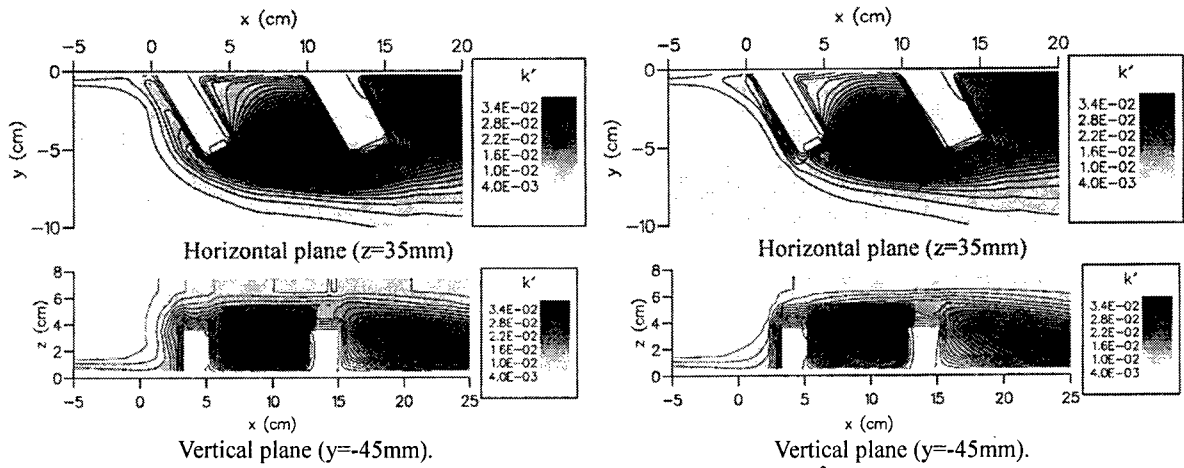 x (cm)
-5 0 5 10 15 20
y (cm)
0
-5
-10
k'
3.4E-02
2.8E-02
2.2E-02
1.6E-02
1.0E-02
4.0E-03
Horizontal plane (z=35mm)
z (cm)
8
6
4
2
0
-5 0 5 10 15 20 25
x (cm)
k'
3.4E-02
2.8E-02
2.2E-02
1.6E-02
1.0E-02
4.0E-03
Vertical plane (y=-45mm).
x (cm)
-5 0 5 10 15 20
y (cm)
0
-5
-10
k'
3.4E-02
2.8E-02
2.2E-02
1.6E-02
1.0E-02
4.0E-03
Horizontal plane (z=35mm)
z (cm)
8
6
4
2
0
-5 0 5 10 15 20 25
x (cm)
k'
3.4E-02
2.8E-02
2.2E-02
1.6E-02
1.0E-02
4.0E-03
Vertical plane (y=-45mm).